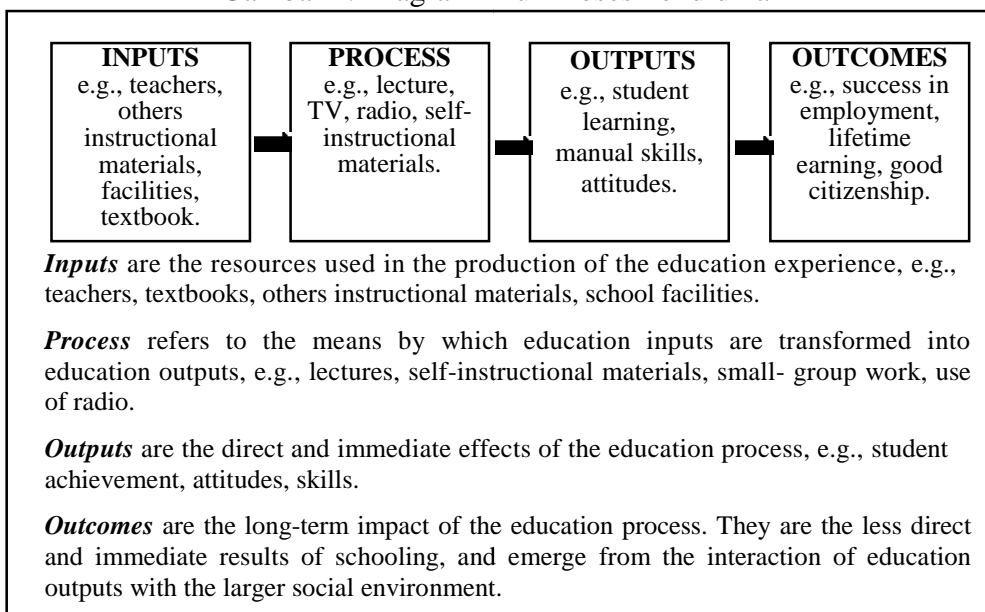 INPUTS
e.g., teachers,
others
instructional
materials,
facilities,
textbook.
PROCESS
e.g., lecture,
TV, radio, self-
instructional
materials.
OUTPUTS
e.g., student
learning,
manual skills,
attitudes.
OUTCOMES
e.g., success in
employment,
lifetime
earning, good
citizenship.
Inputs are the resources used in the production of the education experience, e.g.,
teachers, textbooks, others instructional materials, school facilities.
Process refers to the means by which education inputs are transformed into
education outputs, e.g., lectures, self-instructional materials, small- group work, use
of radio.
Outputs are the direct and immediate effects of the education process, e.g., student
achievement, attitudes, skills.
Outcomes are the long-term impact of the education process. They are the less direct
and immediate results of schooling, and emerge from the interaction of education
outputs with the larger social environment.